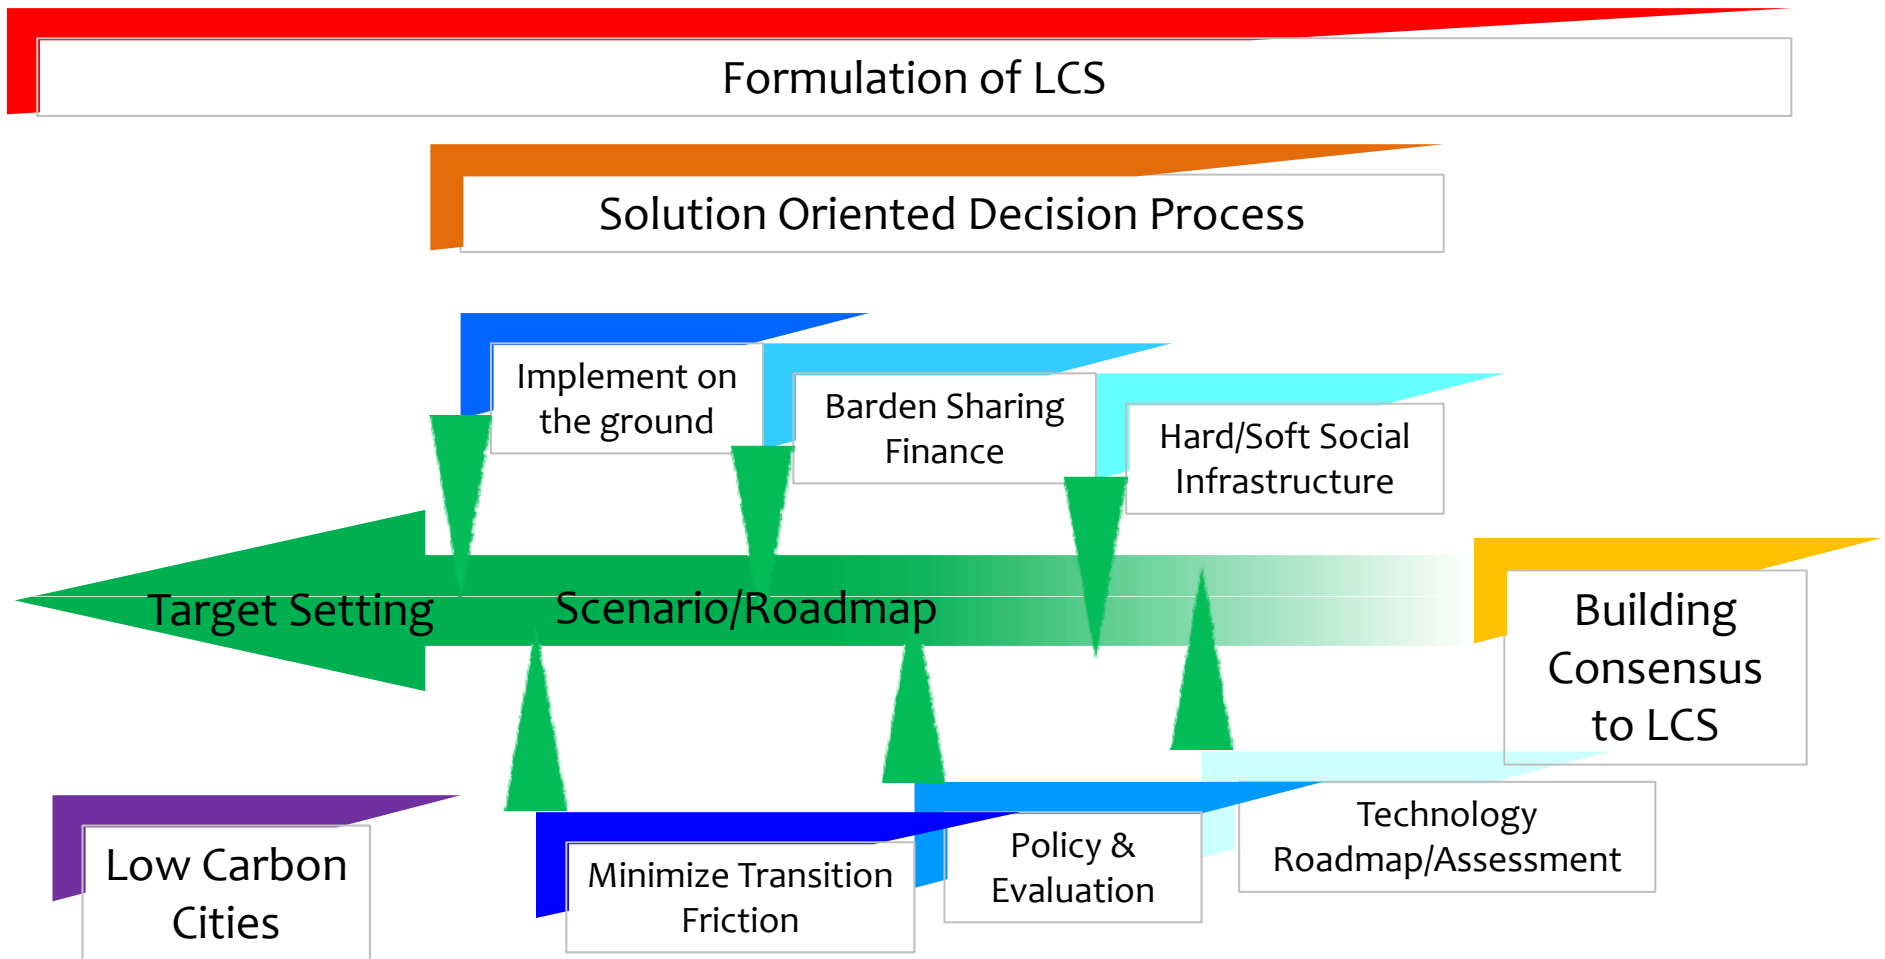 Formulation of LCS
Solution Oriented Decision Process
Implement on
the ground
Barden Sharing
Finance
Hard/Soft Social
Infrastructure
Target Setting
Scenario/Roadmap
Building
Consensus
to LCS
Low Carbon
Cities
Minimize Transition
Friction
Policy &
Evaluation
Technology
Roadmap/Assessment